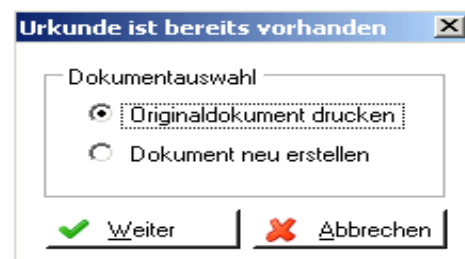 Urkunde ist bereits vorhanden
Dokumentauswahl
Originaldokument drucken
Dokument neu erstellen
Weiter Abbrechen